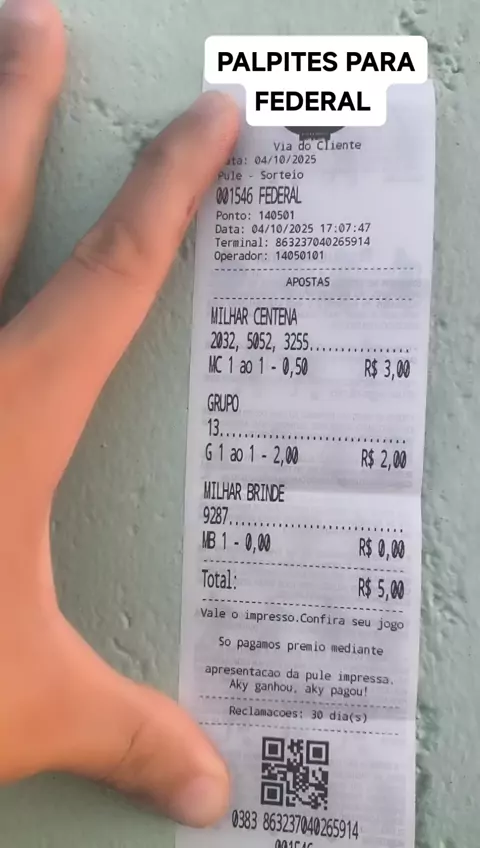 PALPITES PARA
FEDERAL
Via do Cliente
ata: 04/10/2025
Pule - Sorteio
001546 FEDERAL
Ponto: 140501
Data: 04/10/2025 17:07:47
Terminal: 863237040265914
Operador: 14050101
APOSTAS
MILHAR CENTENA
2032, 5052, 3255................
MC 1 ao 1 - 0,50 R$ 3,00
GRUPO
13..............................
G 1 ao 1 - 2,00 R$ 2,00
MILHAR BRINDE
9287............................
MB 1 - 0,00 R$ 0,00
Total: R$ 5,00
Vale o impresso.Confira seu jogo
So pagamos premio mediante
apresentacao da pule impressa.
Aky ganhou, aky pagou!
Reclamacoes: 30 dia(s)
0383 863237040265914
001546